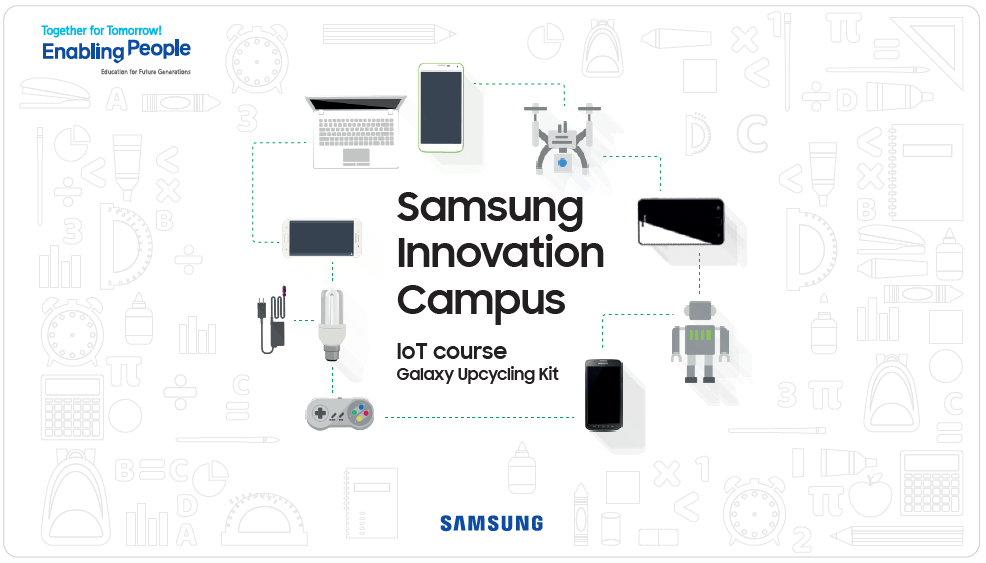 Together for Tomorrow!
Enabling People
Education for Future Generations
Samsung
Innovation
Campus
IoT course
Galaxy Upcycling Kit
SAMSUNG